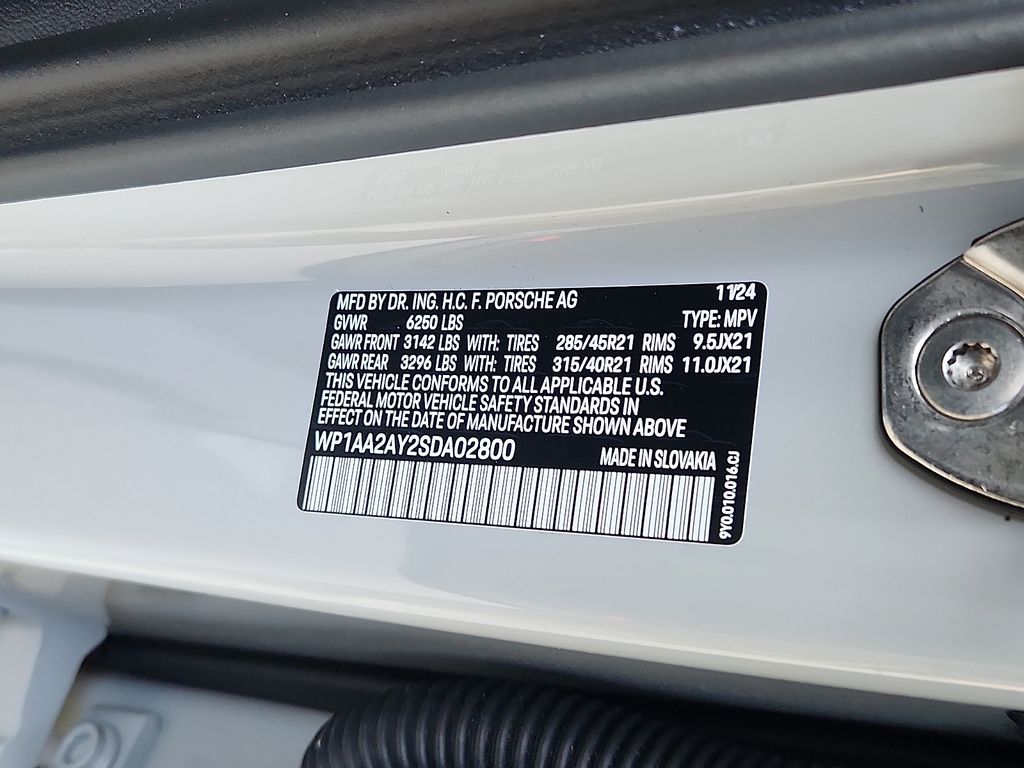 MFD BY DR. ING. H.C. F. PORSCHE AG 11/24
GVWR 6250 LBS TYPE: MPV
GAWR FRONT 3142 LBS WITH: TIRES 285/45R21 RIMS 9.5JX21
GAWR REAR 3296 LBS WITH: TIRES 315/40R21 RIMS 11.0JX21
THIS VEHICLE CONFORMS TO ALL APPLICABLE U.S.
FEDERAL MOTOR VEHICLE SAFETY STANDARDS IN
EFFECT ON THE DATE OF MANUFACTURE SHOWN ABOVE
WP1AA2AY2SDA02800 MADE IN SLOVAKIA
9Y0.010.016.CJ